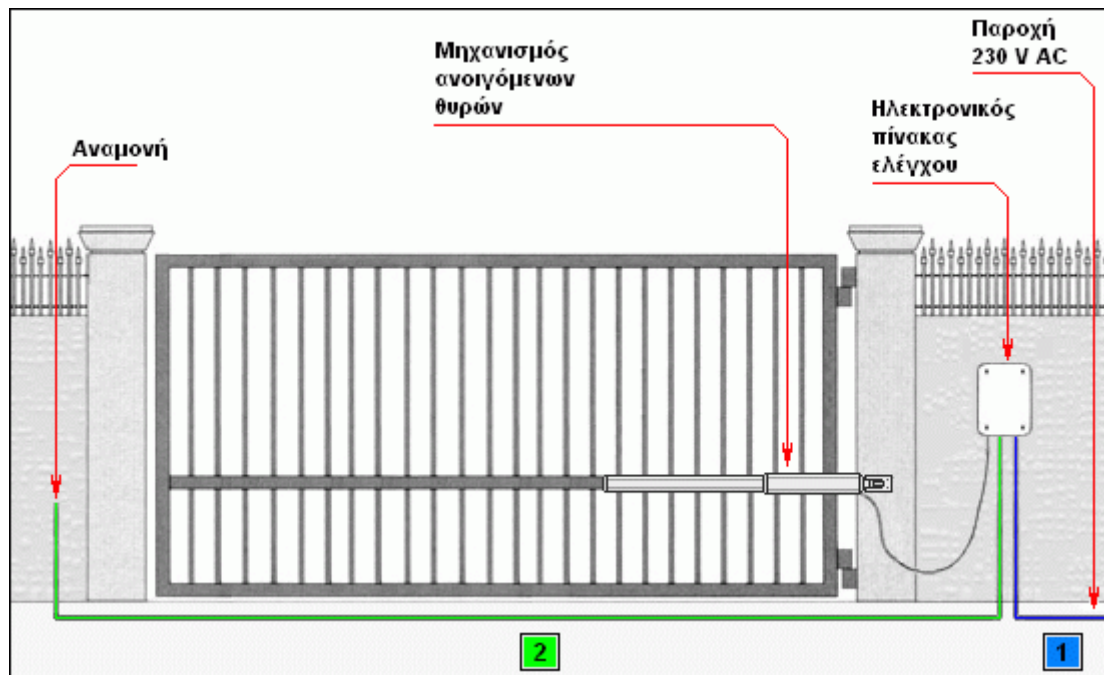 Παροχή
230 V AC
Μηχανισμός
ανοιγόμενων
θυρών
Ηλεκτρονικός
πίνακας
ελέγχου
Αναμονή
2
1